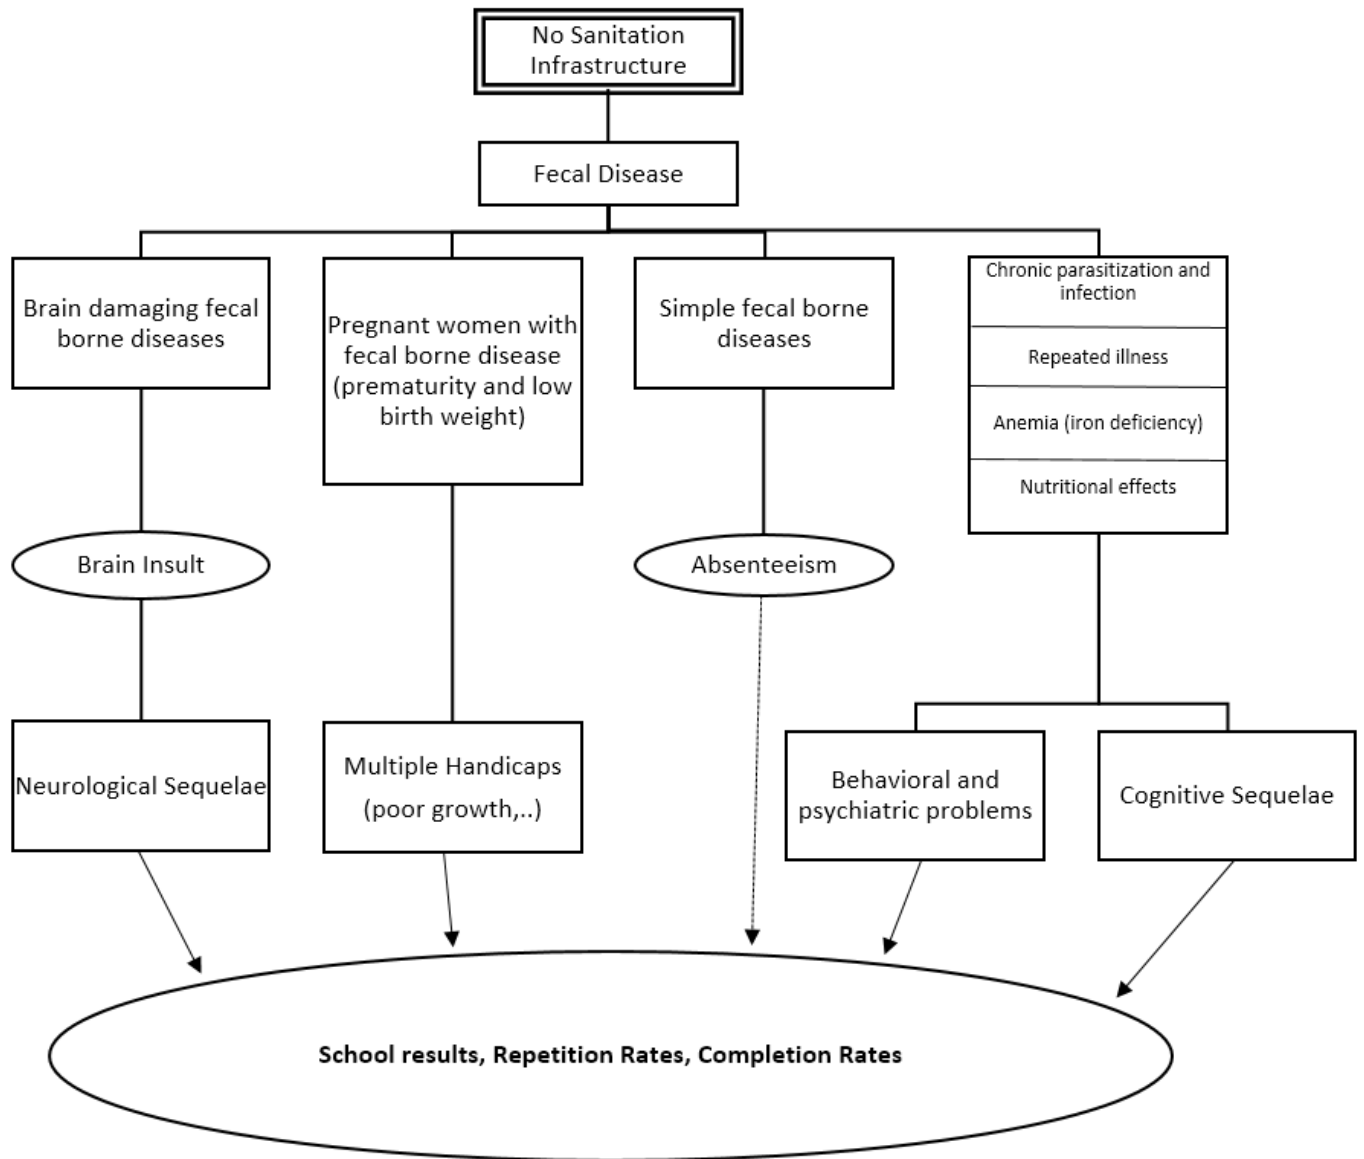 No Sanitation
Infrastructure
Fecal Disease
Brain damaging fecal
borne diseases
Pregnant women with
fecal borne disease
(prematurity and low
birth weight)
Simple fecal borne
diseases
Chronic parasitization and
infection
Repeated illness
Anemia (iron deficiency)
Nutritional effects
Brain Insult
Absenteeism
Neurological Sequelae
Multiple Handicaps
(poor growth,..)
Behavioral and
psychiatric problems
Cognitive Sequelae
School results, Repetition Rates, Completion Rates